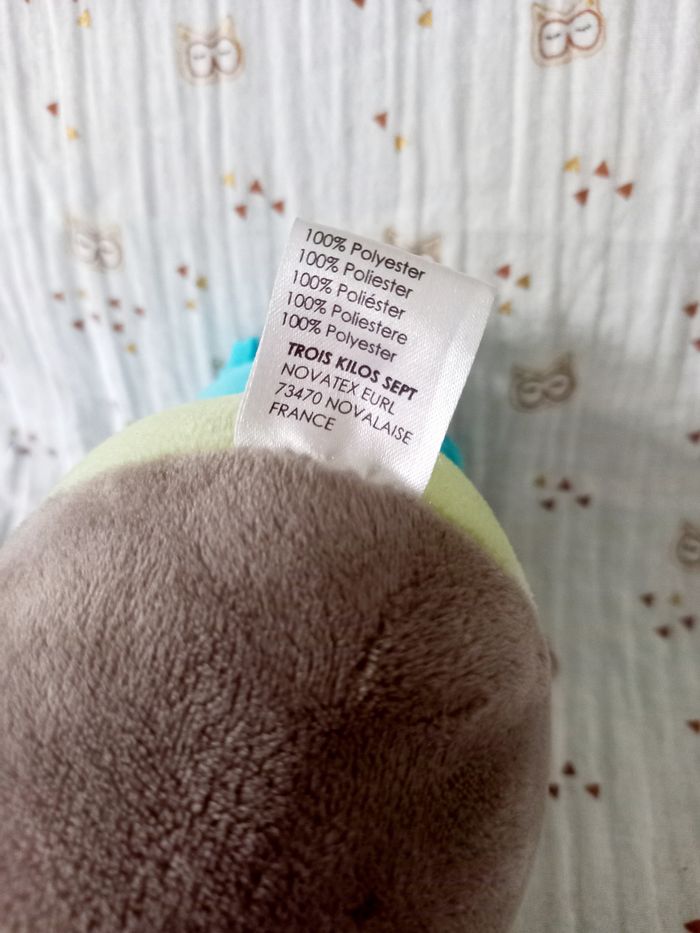 100% Polyester
100% Poliester
100% Poliéster
100% Poliestere
100% Polyester
TROIS KILOS SEPT
NOVATEX EURL
73470 NOVALAISE
FRANCE